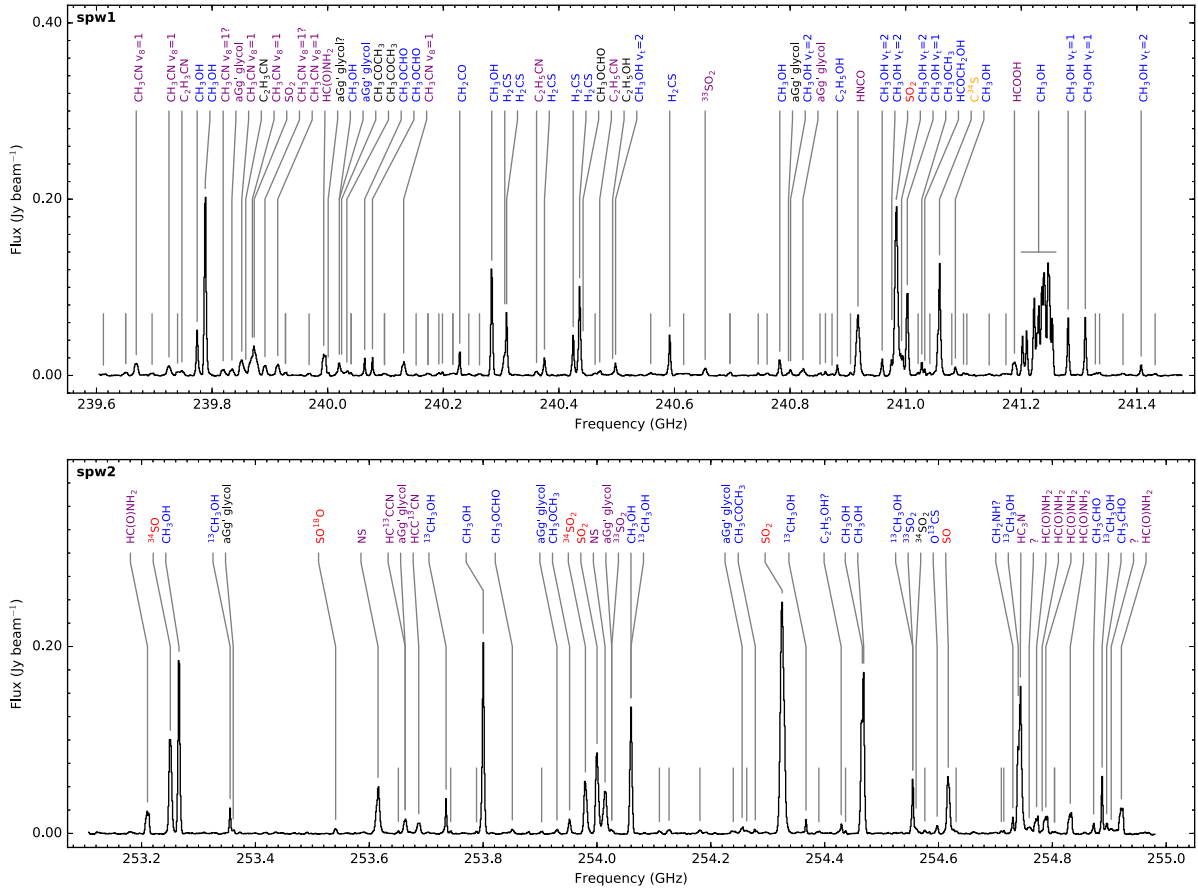 spw1
0.40
CH₃CN v₈=1
CH₃CN v₈=1
C₂H₅CN
CH₃OH
CH₃OH
CH₃CN v₈=1?
aGg' glycol
CH₃CN v₈=1
C₂H₅CN
CH₃CN v₈=1
SO₂
CH₃CN v₈=1?
CH₃CN v₈=1
HC(O)NH₂
aGg' glycol?
CH₃OH
aGg' glycol
CH₃COCH₃
CH₃COCH₃
CH₃OCHO
CH₃OCHO
CH₃CN v₈=1
CH₂CO
CH₃OH
H₂CS
H₂CS
C₂H₅CN
H₂CS
H₂CS
H₂CS
CH₃OCHO
C₂H₅CN
C₂H₅OH
CH₃OH vₜ=2
H₂CS
³³SO₂
CH₃OH
aGg' glycol
CH₃OH vₜ=2
aGg' glycol
C₂H₅OH
HNCO
CH₃OH vₜ=2
CH₃OH vₜ=2
SO₂
CH₃OH vₜ=2
CH₃OH vₜ=1
CH₃OCH₃
HCOCH₂OH
C³⁴S
CH₃OH
HCOOH
CH₃OH
CH₃OH vₜ=1
CH₃OH vₜ=1
CH₃OH vₜ=2
0.20
0.00
Flux (Jy beam⁻¹)
239.6 239.8 240.0 240.2 240.4 240.6 240.8 241.0 241.2 241.4
Frequency (GHz)
spw2
HC(O)NH₂
³⁴SO
CH₃OH
¹³CH₃OH
aGg' glycol
SO¹⁸O
NS
HC¹³CCN
aGg' glycol
HCC¹³CN
¹³CH₃OH
CH₃OH
CH₃OCHO
aGg' glycol
CH₃OCH₃
³⁴SO₂
SO₂
NS
aGg' glycol
³³SO₂
CH₃OH
¹³CH₃OH
aGg' glycol
CH₃COCH₃
SO₂
¹³CH₃OH
C₂H₅OH?
CH₃OH
CH₃OH
¹³CH₃OH
³³SO₂
³⁴SO₂
O¹³CS
SO
CH₂NH?
¹³CH₃OH
HC₃N
?
HC(O)NH₂
HC(O)NH₂
HC(O)NH₂
HC(O)NH₂
CH₃CHO
¹³CH₃OH
CH₃CHO
?
HC(O)NH₂
0.20
0.00
Flux (Jy beam⁻¹)
253.2 253.4 253.6 253.8 254.0 254.2 254.4 254.6 254.8 255.0
Frequency (GHz)